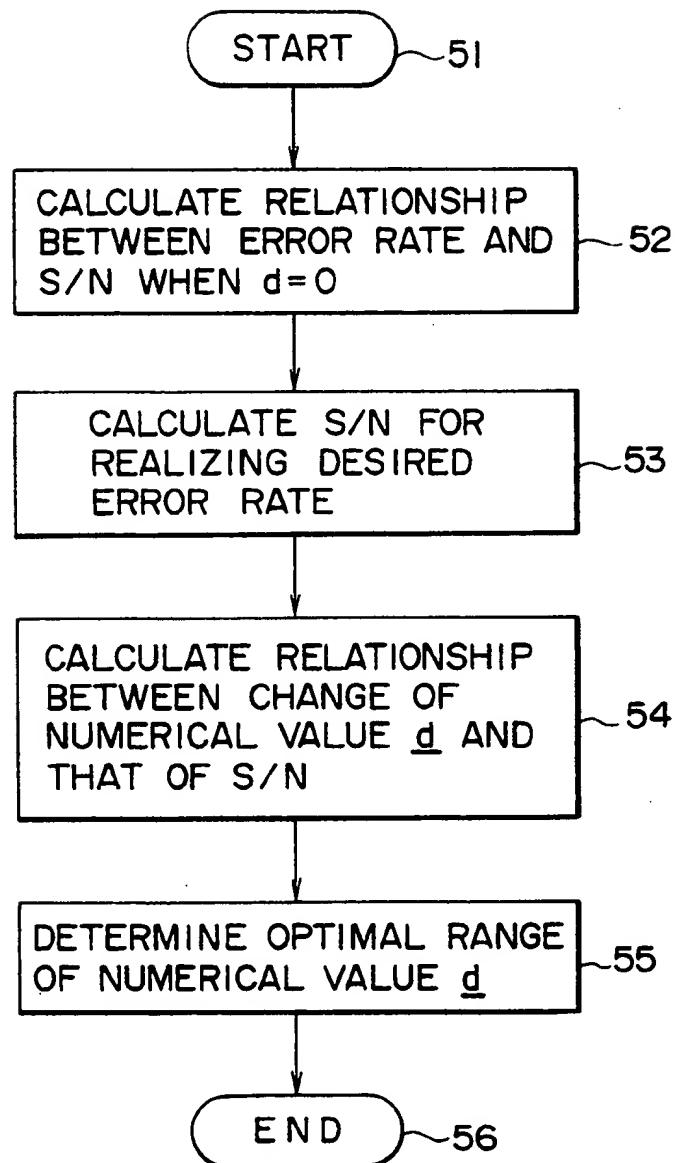 START
51
CALCULATE RELATIONSHIP
BETWEEN ERROR RATE AND
S/N WHEN d=0
52
CALCULATE S/N FOR
REALIZING DESIRED
ERROR RATE
53
CALCULATE RELATIONSHIP
BETWEEN CHANGE OF
NUMERICAL VALUE d AND
THAT OF S/N
54
DETERMINE OPTIMAL RANGE
OF NUMERICAL VALUE d
55
END
56